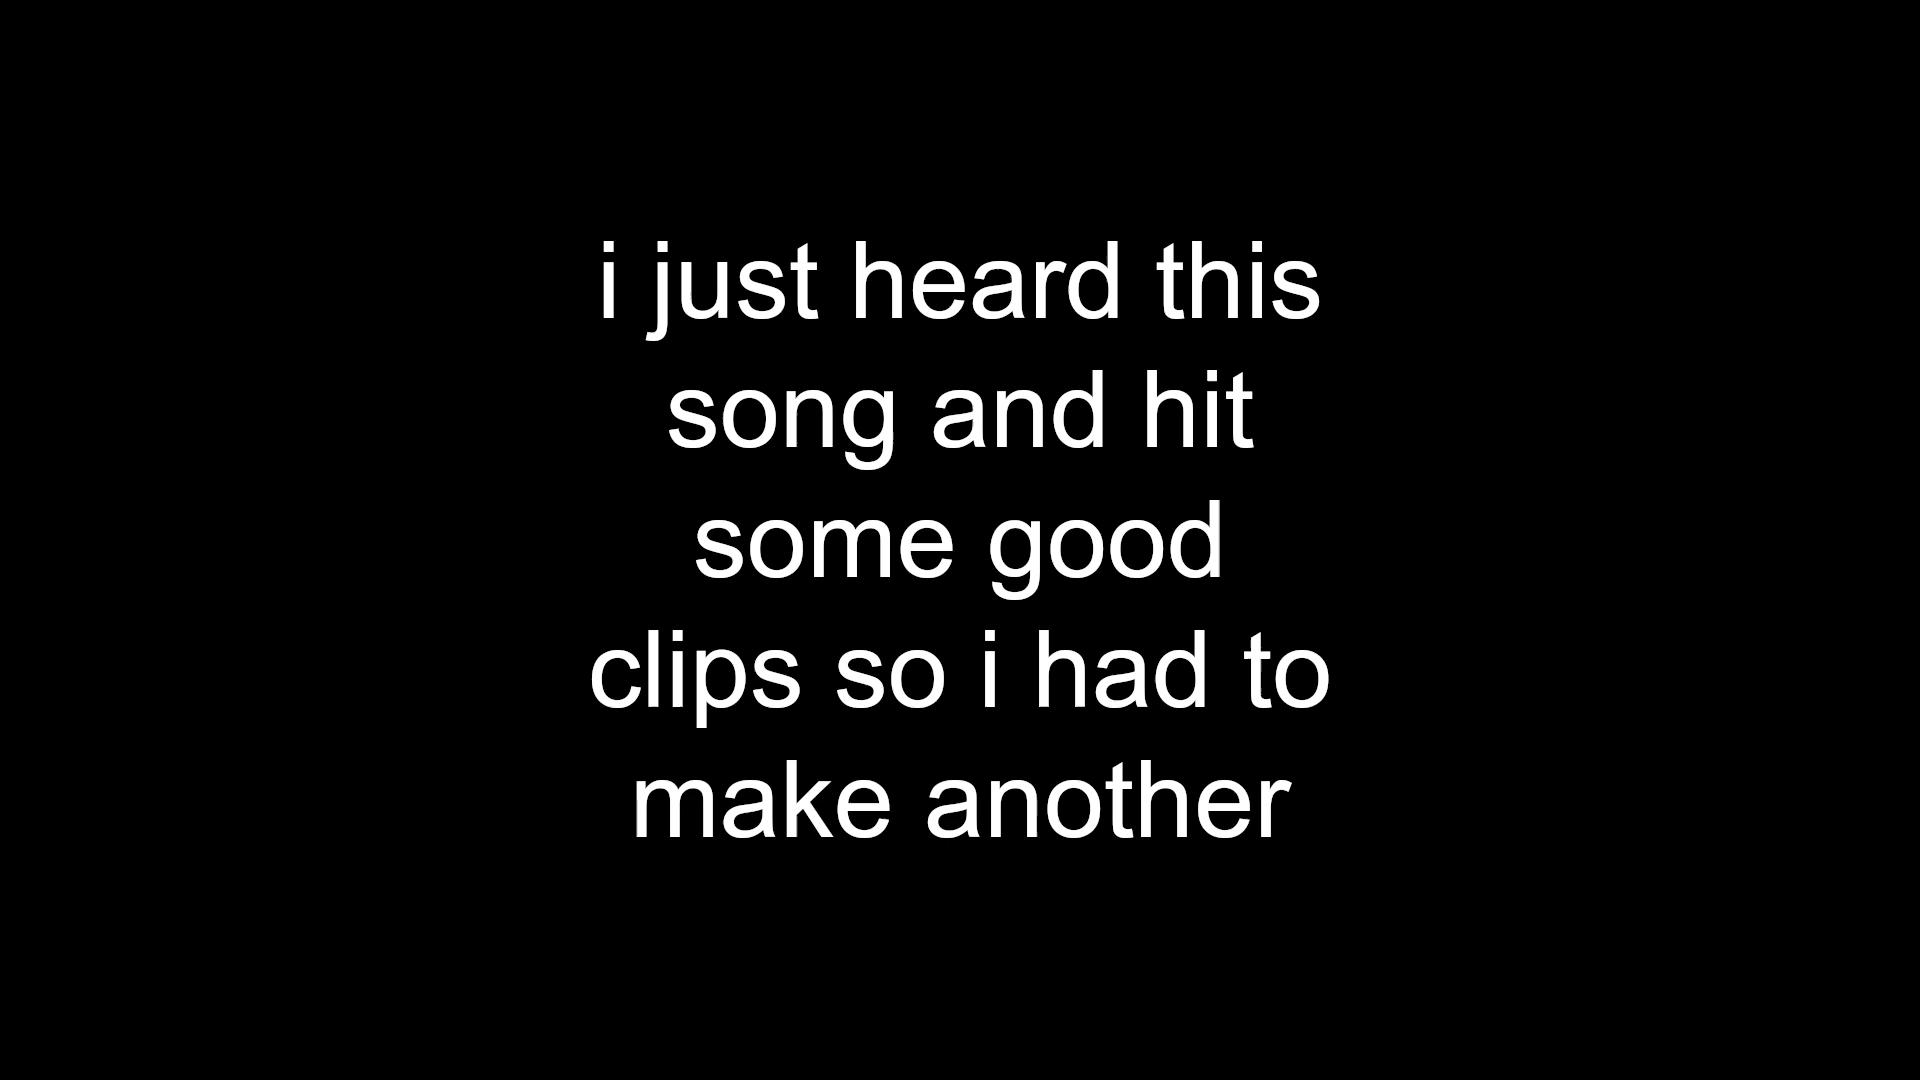 i just heard this
song and hit
some good
clips so i had to
make another